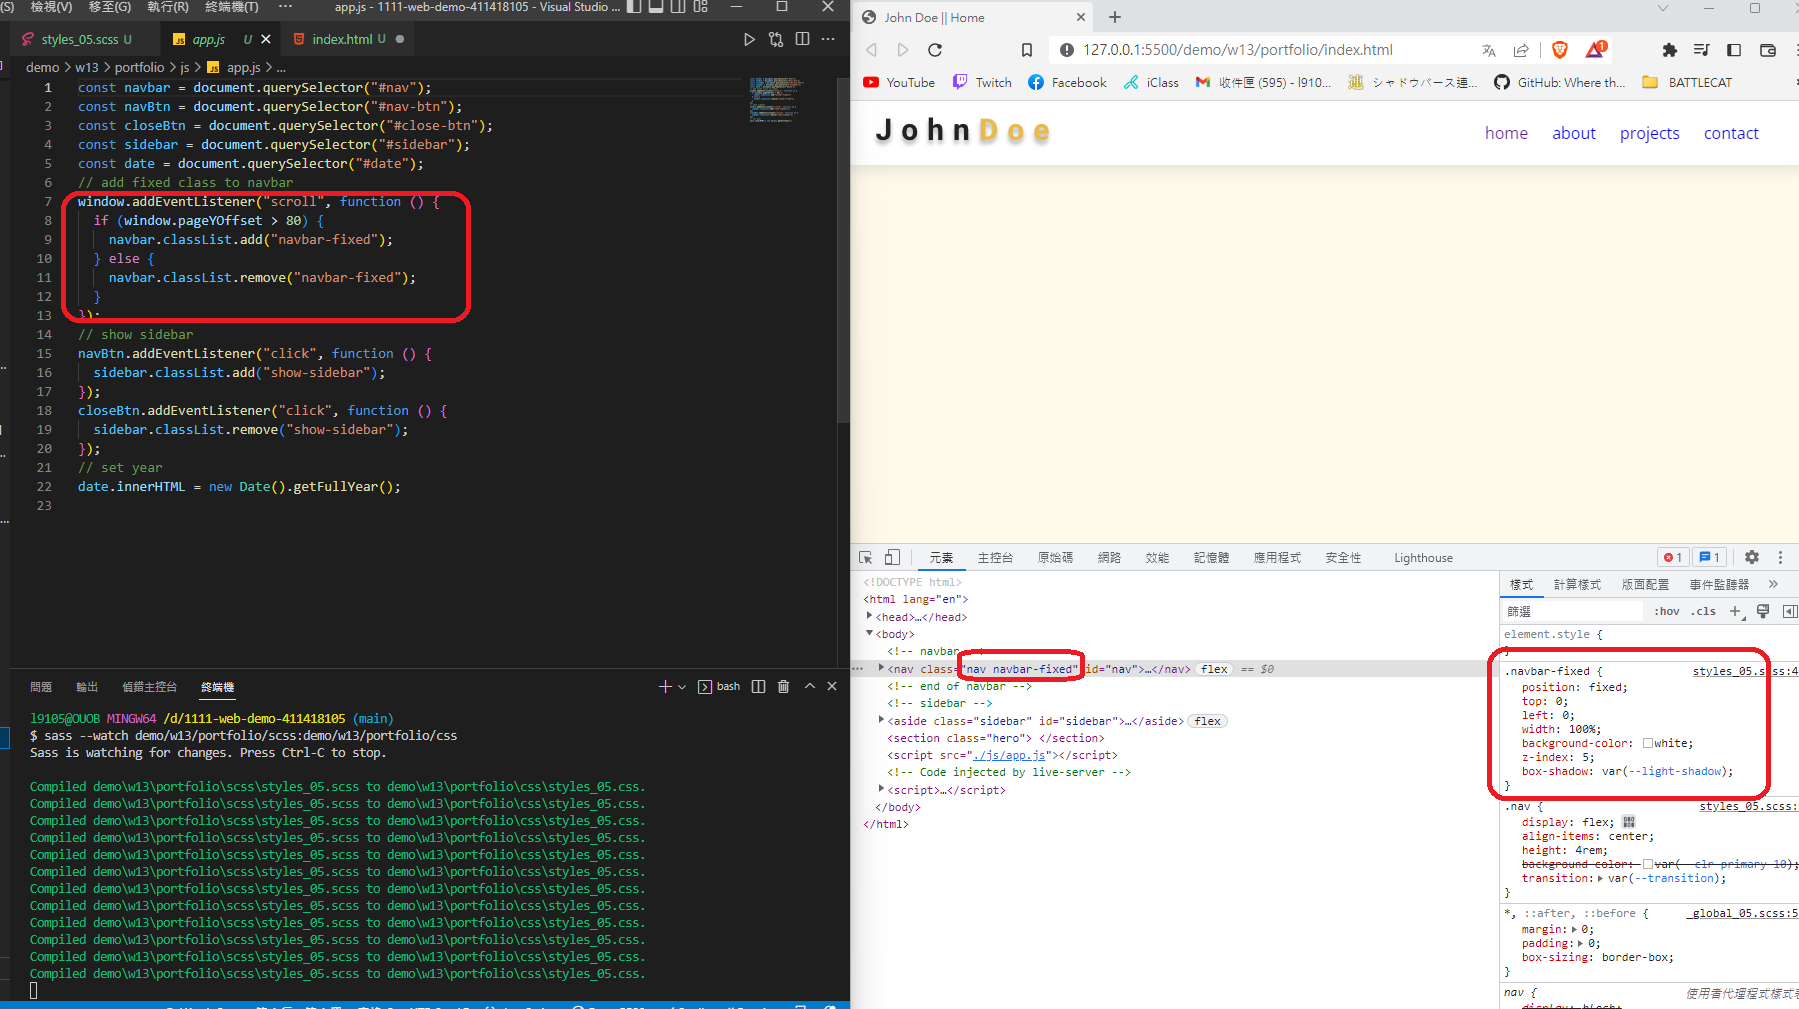 (S) 檢視(V) 移至(G) 執行(R) 終端機(T) ··· app.js - 1111-web-demo-411418105 - Visual Studio ...
styles_05.scss U app.js U index.html U
demo > w13 > portfolio > js > app.js > ...
1 const navbar = document.querySelector("#nav");
2 const navBtn = document.querySelector("#nav-btn");
3 const closeBtn = document.querySelector("#close-btn");
4 const sidebar = document.querySelector("#sidebar");
5 const date = document.querySelector("#date");
6 // add fixed class to navbar
7 window.addEventListener("scroll", function () {
8 if (window.pageYOffset > 80) {
9 navbar.classList.add("navbar-fixed");
10 } else {
11 navbar.classList.remove("navbar-fixed");
12 }
13 });
14 // show sidebar
15 navBtn.addEventListener("click", function () {
16 sidebar.classList.add("show-sidebar");
17 });
18 closeBtn.addEventListener("click", function () {
19 sidebar.classList.remove("show-sidebar");
20 });
21 // set year
22 date.innerHTML = new Date().getFullYear();
23
問題 輸出 偵錯主控台 終端機 bash
l9105@OUOB MINGW64 /d/1111-web-demo-411418105 (main)
$ sass --watch demo/w13/portfolio/scss:demo/w13/portfolio/css
Sass is watching for changes. Press Ctrl-C to stop.
Compiled demo\w13\portfolio\scss\styles_05.scss to demo\w13\portfolio\css\styles_05.css.
Compiled demo\w13\portfolio\scss\styles_05.scss to demo\w13\portfolio\css\styles_05.css.
Compiled demo\w13\portfolio\scss\styles_05.scss to demo\w13\portfolio\css\styles_05.css.
Compiled demo\w13\portfolio\scss\styles_05.scss to demo\w13\portfolio\css\styles_05.css.
Compiled demo\w13\portfolio\scss\styles_05.scss to demo\w13\portfolio\css\styles_05.css.
Compiled demo\w13\portfolio\scss\styles_05.scss to demo\w13\portfolio\css\styles_05.css.
Compiled demo\w13\portfolio\scss\styles_05.scss to demo\w13\portfolio\css\styles_05.css.
Compiled demo\w13\portfolio\scss\styles_05.scss to demo\w13\portfolio\css\styles_05.css.
Compiled demo\w13\portfolio\scss\styles_05.scss to demo\w13\portfolio\css\styles_05.css.
Compiled demo\w13\portfolio\scss\styles_05.scss to demo\w13\portfolio\css\styles_05.css.
Compiled demo\w13\portfolio\scss\styles_05.scss to demo\w13\portfolio\css\styles_05.css.
Compiled demo\w13\portfolio\scss\styles_05.scss to demo\w13\portfolio\css\styles_05.css.
John Doe || Home
127.0.0.1:5500/demo/w13/portfolio/index.html 1
YouTube Twitch Facebook iClass 收件匣 (595) - l910... シャドウバース連... GitHub: Where th... BATTLECAT
JohnDoe home about projects contact
元素 主控台 原始碼 網路 效能 記憶體 應用程式 安全性 Lighthouse 1 1
<!DOCTYPE html>
<html lang="en">
<head>…</head>
<body>
<!-- navbar
<nav class="nav navbar-fixed" id="nav">…</nav> flex == $0
<!-- end of navbar -->
<!-- sidebar -->
<aside class="sidebar" id="sidebar">…</aside> flex
<section class="hero"> </section>
<script src="./js/app.js"></script>
<!-- Code injected by live-server -->
<script>…</script>
</body>
</html>
樣式 計算樣式 版面配置 事件監聽器 »
篩選 :hov .cls
element.style {
}
.navbar-fixed { styles_05.scss:4
position: fixed;
top: 0;
left: 0;
width: 100%;
background-color: white;
z-index: 5;
box-shadow: var(--light-shadow);
}
.nav { styles_05.scss:
display: flex;
align-items: center;
height: 4rem;
background-color: var(--clr-primary-10);
transition: var(--transition);
}
*, ::after, ::before { _global_05.scss:5
margin: 0;
padding: 0;
box-sizing: border-box;
}
nav { 使用者代理程式樣式表
display: block;